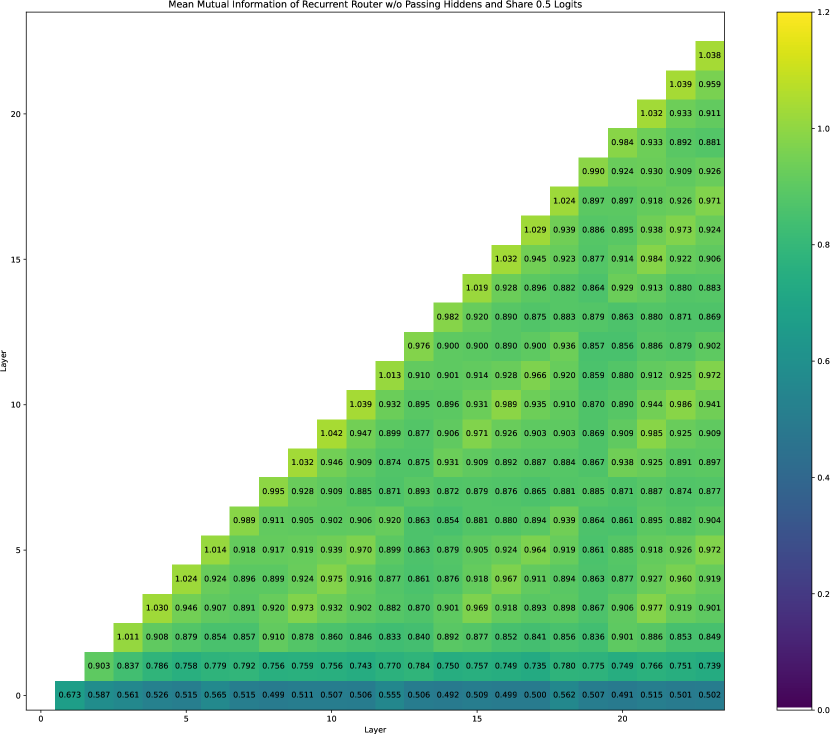 Mean Mutual Information of Recurrent Router w/o Passing Hiddens and Share 0.5 Logits
1.2
1.038
1.039 0.959
20 1.032 0.933 0.911 1.0
0.984 0.933 0.892 0.881
0.990 0.924 0.930 0.909 0.926
1.024 0.897 0.897 0.918 0.926 0.971
1.029 0.939 0.886 0.895 0.938 0.973 0.924
15 1.032 0.945 0.923 0.877 0.914 0.984 0.922 0.906 0.8
1.019 0.928 0.896 0.882 0.864 0.929 0.913 0.880 0.883
0.982 0.920 0.890 0.875 0.883 0.879 0.863 0.880 0.871 0.869
0.976 0.900 0.900 0.890 0.900 0.936 0.857 0.856 0.886 0.879 0.902
Layer
1.013 0.910 0.901 0.914 0.928 0.966 0.920 0.859 0.880 0.912 0.925 0.972 0.6
10 1.039 0.932 0.895 0.896 0.931 0.989 0.935 0.910 0.870 0.890 0.944 0.986 0.941
1.042 0.947 0.899 0.877 0.906 0.971 0.926 0.903 0.903 0.869 0.909 0.985 0.925 0.909
1.032 0.946 0.909 0.874 0.875 0.931 0.909 0.892 0.887 0.884 0.867 0.938 0.925 0.891 0.897
0.4
0.995 0.928 0.909 0.885 0.871 0.893 0.872 0.879 0.876 0.865 0.881 0.885 0.871 0.887 0.874 0.877
0.989 0.911 0.905 0.902 0.906 0.920 0.863 0.854 0.881 0.880 0.894 0.939 0.864 0.861 0.895 0.882 0.904
5 1.014 0.918 0.917 0.919 0.939 0.970 0.899 0.863 0.879 0.905 0.924 0.964 0.919 0.861 0.885 0.918 0.926 0.972
1.024 0.924 0.896 0.899 0.924 0.975 0.916 0.877 0.861 0.876 0.918 0.967 0.911 0.894 0.863 0.877 0.927 0.960 0.919
0.2
1.030 0.946 0.907 0.891 0.920 0.973 0.932 0.902 0.882 0.870 0.901 0.969 0.918 0.893 0.898 0.867 0.906 0.977 0.919 0.901
1.011 0.908 0.879 0.854 0.857 0.910 0.878 0.860 0.846 0.833 0.840 0.892 0.877 0.852 0.841 0.856 0.836 0.901 0.886 0.853 0.849
0.903 0.837 0.786 0.758 0.779 0.792 0.756 0.759 0.756 0.743 0.770 0.784 0.750 0.757 0.749 0.735 0.780 0.775 0.749 0.766 0.751 0.739
0 0.673 0.587 0.561 0.526 0.515 0.565 0.515 0.499 0.511 0.507 0.506 0.555 0.506 0.492 0.509 0.499 0.500 0.562 0.507 0.491 0.515 0.501 0.502
0.0
0 5 10 15 20
Layer